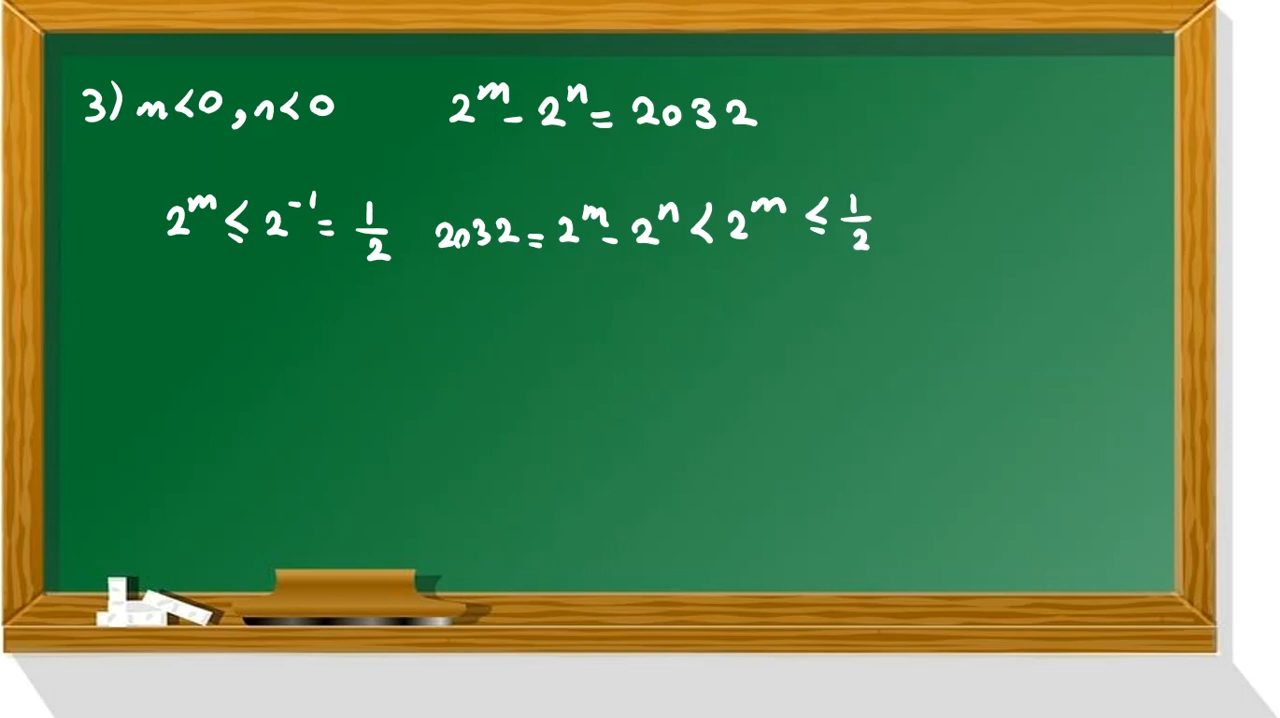 3) m<0, n<0 2^m - 2^n = 2032
2^m ≤ 2^-1 = 1/2 2032 = 2^m - 2^n < 2^m ≤ 1/2